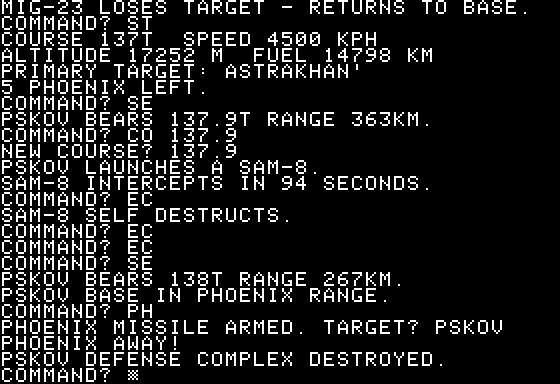 MIG-23 LOSES TARGET - RETURNS TO BASE.
COMMAND? ST
COURSE 137T  SPEED 4500 KPH
ALTITUDE 17252 M  FUEL 14798 KM
PRIMARY TARGET: ASTRAKHAN'
5 PHOENIX LEFT.
COMMAND? SE
PSKOV BEARS 137.9T RANGE 363KM.
COMMAND? CO 137.9
NEW COURSE? 137.9
PSKOV LAUNCHES A SAM-8.
SAM-8 INTERCEPTS IN 94 SECONDS.
COMMAND? EC
SAM-8 SELF DESTRUCTS.
COMMAND? EC
COMMAND? EC
COMMAND? SE
PSKOV BEARS 138T RANGE 267KM.
PSKOV BASE IN PHOENIX RANGE.
COMMAND? PH
PHOENIX MISSILE ARMED. TARGET? PSKOV
PHOENIX AWAY!
PSKOV DEFENSE COMPLEX DESTROYED.
COMMAND?